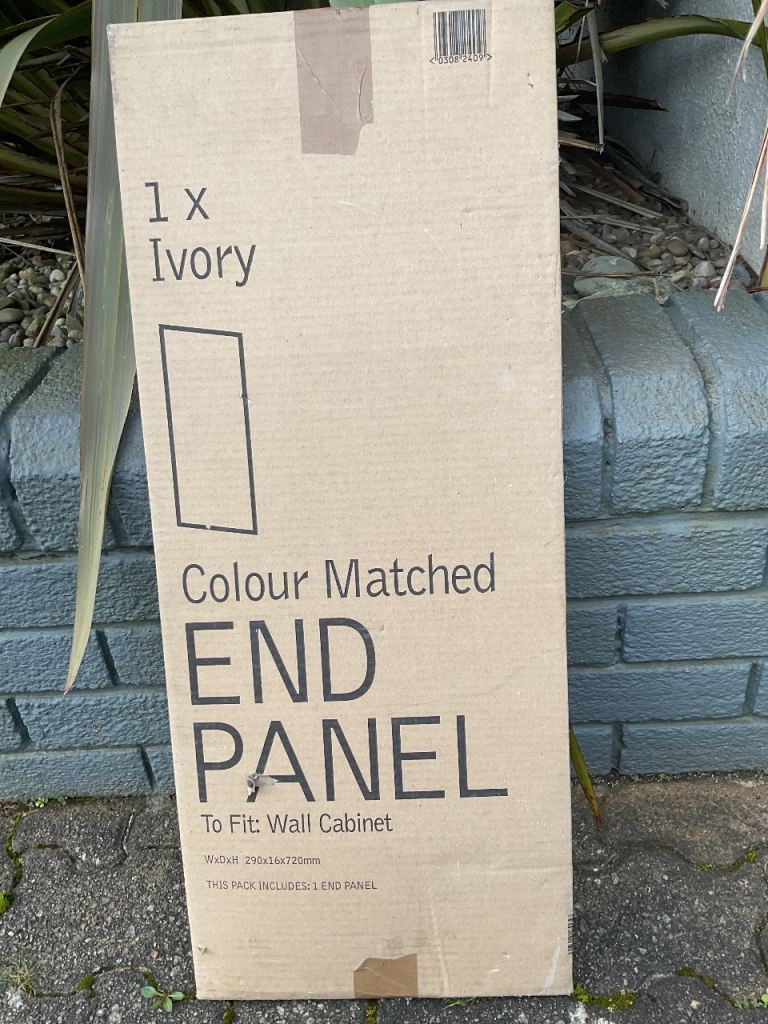 <0308 2409>
1 x
Ivory
Colour Matched
END
PANEL
To Fit: Wall Cabinet
WxDxH 290x16x720mm
THIS PACK INCLUDES: 1 END PANEL